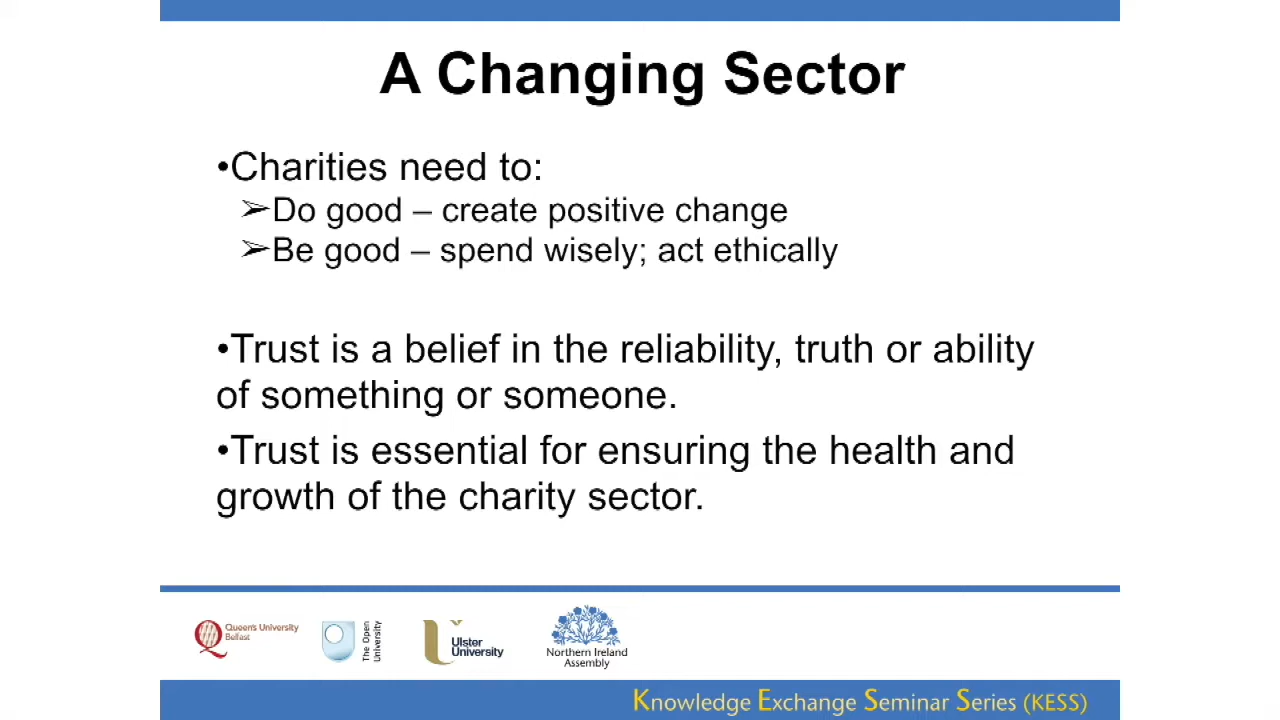 A Changing Sector
•Charities need to:
➢Do good – create positive change
➢Be good – spend wisely; act ethically
•Trust is a belief in the reliability, truth or ability
of something or someone.
•Trust is essential for ensuring the health and
growth of the charity sector.
Queen's University
Belfast
The Open
University
Ulster
University
Northern Ireland
Assembly
Knowledge Exchange Seminar Series (KESS)